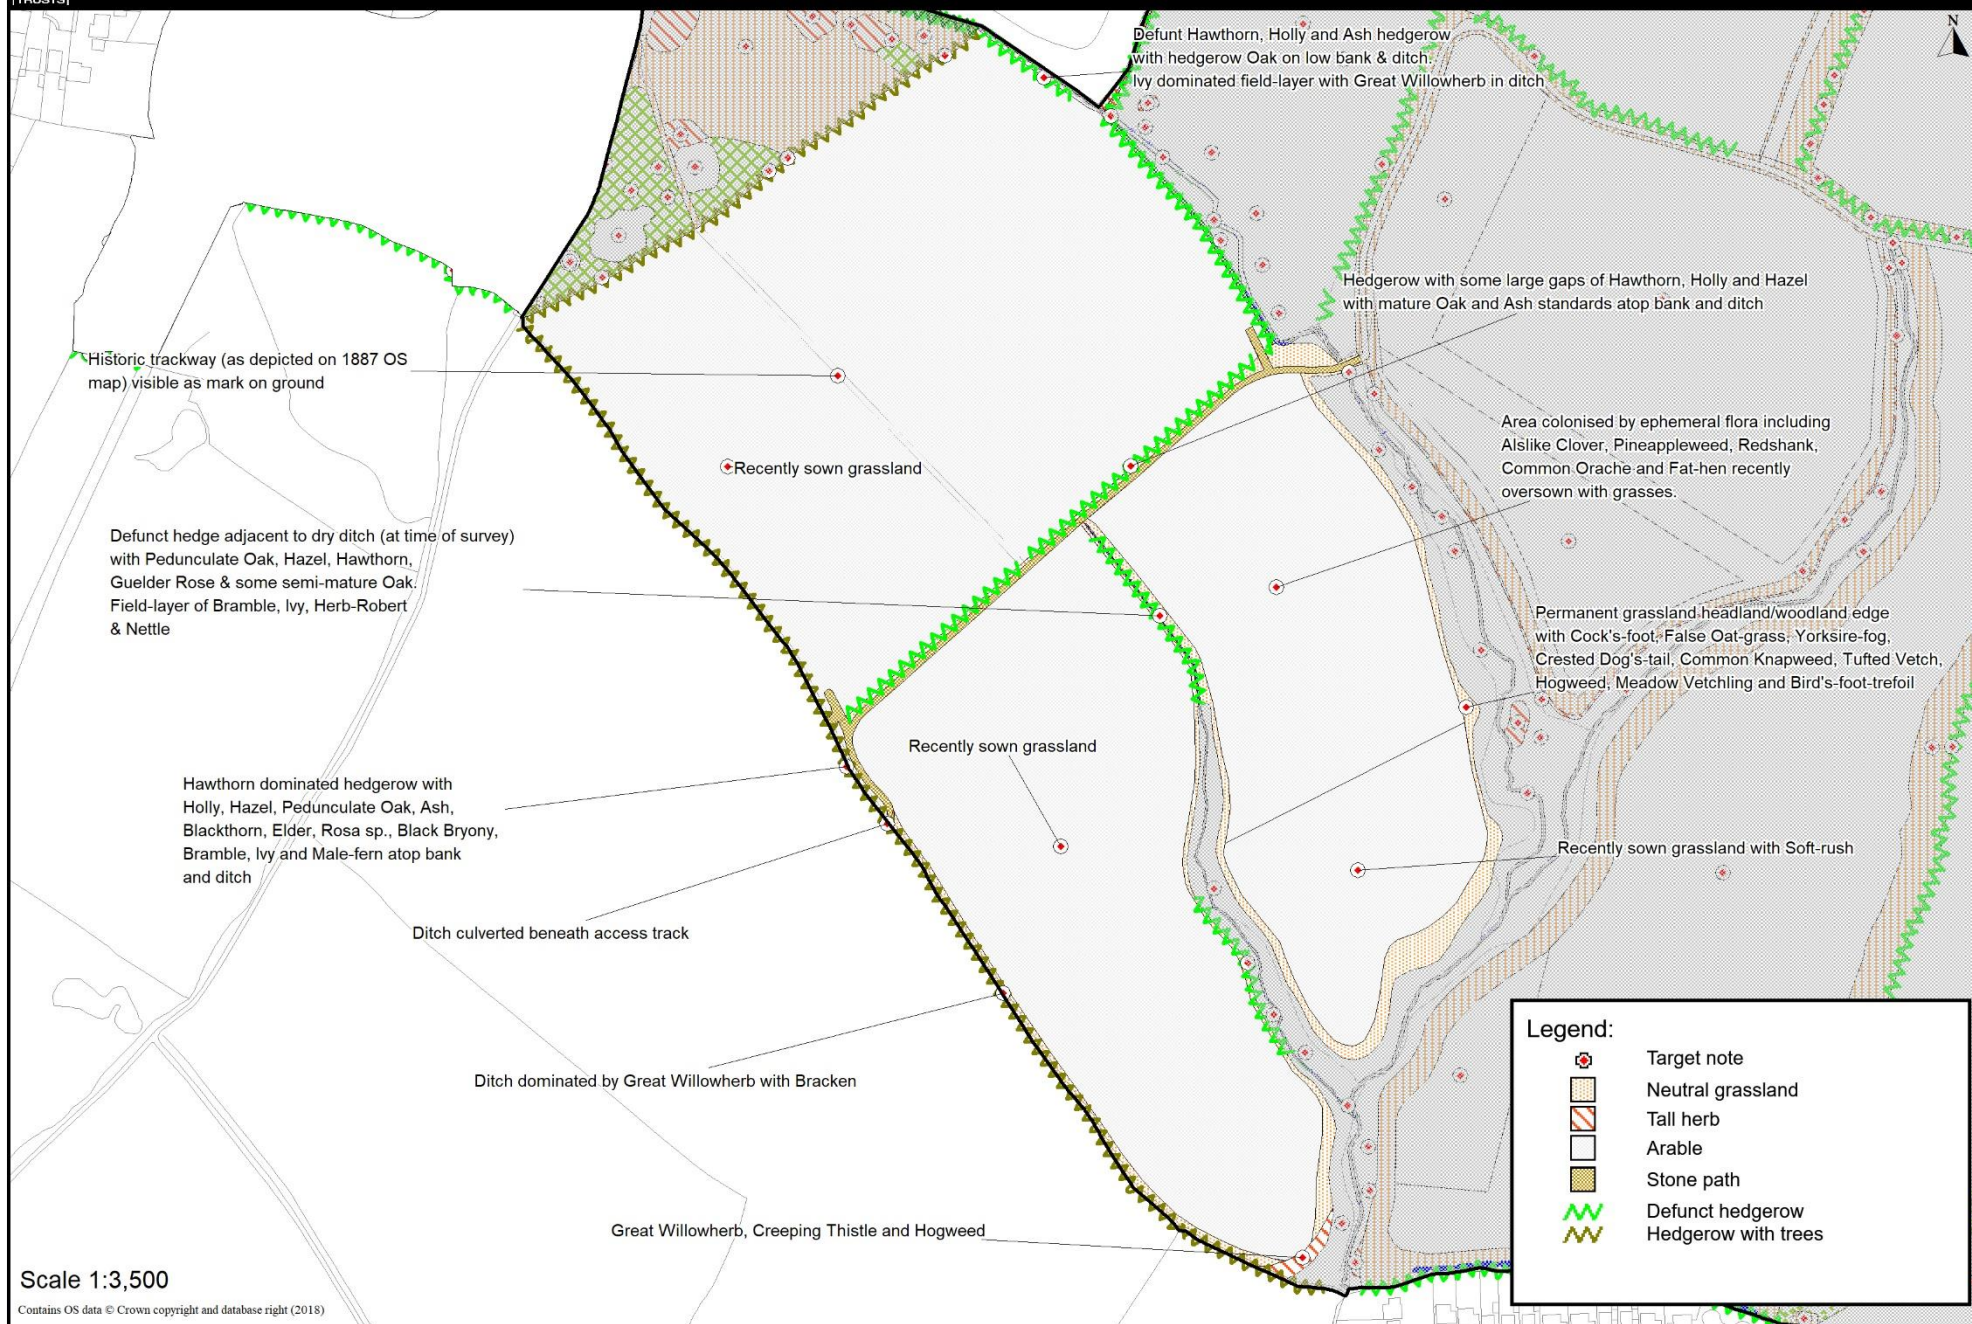 TRUSTS]
N
Defunt Hawthorn, Holly and Ash hedgerow
with hedgerow Oak on low bank & ditch.
Ivy dominated field-layer with Great Willowherb in ditch
Hedgerow with some large gaps of Hawthorn, Holly and Hazel
with mature Oak and Ash standards atop bank and ditch
Historic trackway (as depicted on 1887 OS
map) visible as mark on ground
Area colonised by ephemeral flora including
Alslike Clover, Pineappleweed, Redshank,
Common Orache and Fat-hen recently
oversown with grasses.
Recently sown grassland
Defunct hedge adjacent to dry ditch (at time of survey)
with Pedunculate Oak, Hazel, Hawthorn,
Guelder Rose & some semi-mature Oak.
Field-layer of Bramble, Ivy, Herb-Robert
& Nettle
Permanent grassland headland/woodland edge
with Cock's-foot, False Oat-grass, Yorksire-fog,
Crested Dog's-tail, Common Knapweed, Tufted Vetch,
Hogweed, Meadow Vetchling and Bird's-foot-trefoil
Recently sown grassland
Hawthorn dominated hedgerow with
Holly, Hazel, Pedunculate Oak, Ash,
Blackthorn, Elder, Rosa sp., Black Bryony,
Bramble, Ivy and Male-fern atop bank
and ditch
Recently sown grassland with Soft-rush
Ditch culverted beneath access track
Ditch dominated by Great Willowherb with Bracken
Great Willowherb, Creeping Thistle and Hogweed
Legend:
Target note
Neutral grassland
Tall herb
Arable
Stone path
Defunct hedgerow
Hedgerow with trees
Scale 1:3,500
Contains OS data © Crown copyright and database right (2018)